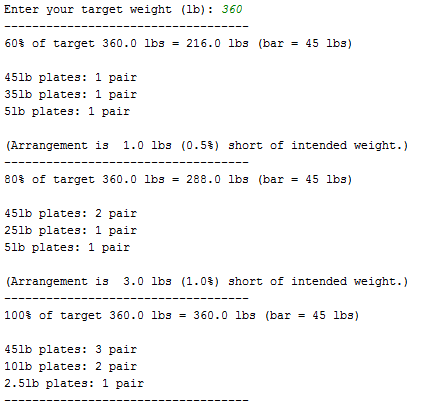 Enter your target weight (lb): 360
-----------------------------------
60% of target 360.0 lbs = 216.0 lbs (bar = 45 lbs)
45lb plates: 1 pair
35lb plates: 1 pair
5lb plates: 1 pair
(Arrangement is  1.0 lbs (0.5%) short of intended weight.)
-----------------------------------
80% of target 360.0 lbs = 288.0 lbs (bar = 45 lbs)
45lb plates: 2 pair
25lb plates: 1 pair
5lb plates: 1 pair
(Arrangement is  3.0 lbs (1.0%) short of intended weight.)
-----------------------------------
100% of target 360.0 lbs = 360.0 lbs (bar = 45 lbs)
45lb plates: 3 pair
10lb plates: 2 pair
2.5lb plates: 1 pair
-----------------------------------